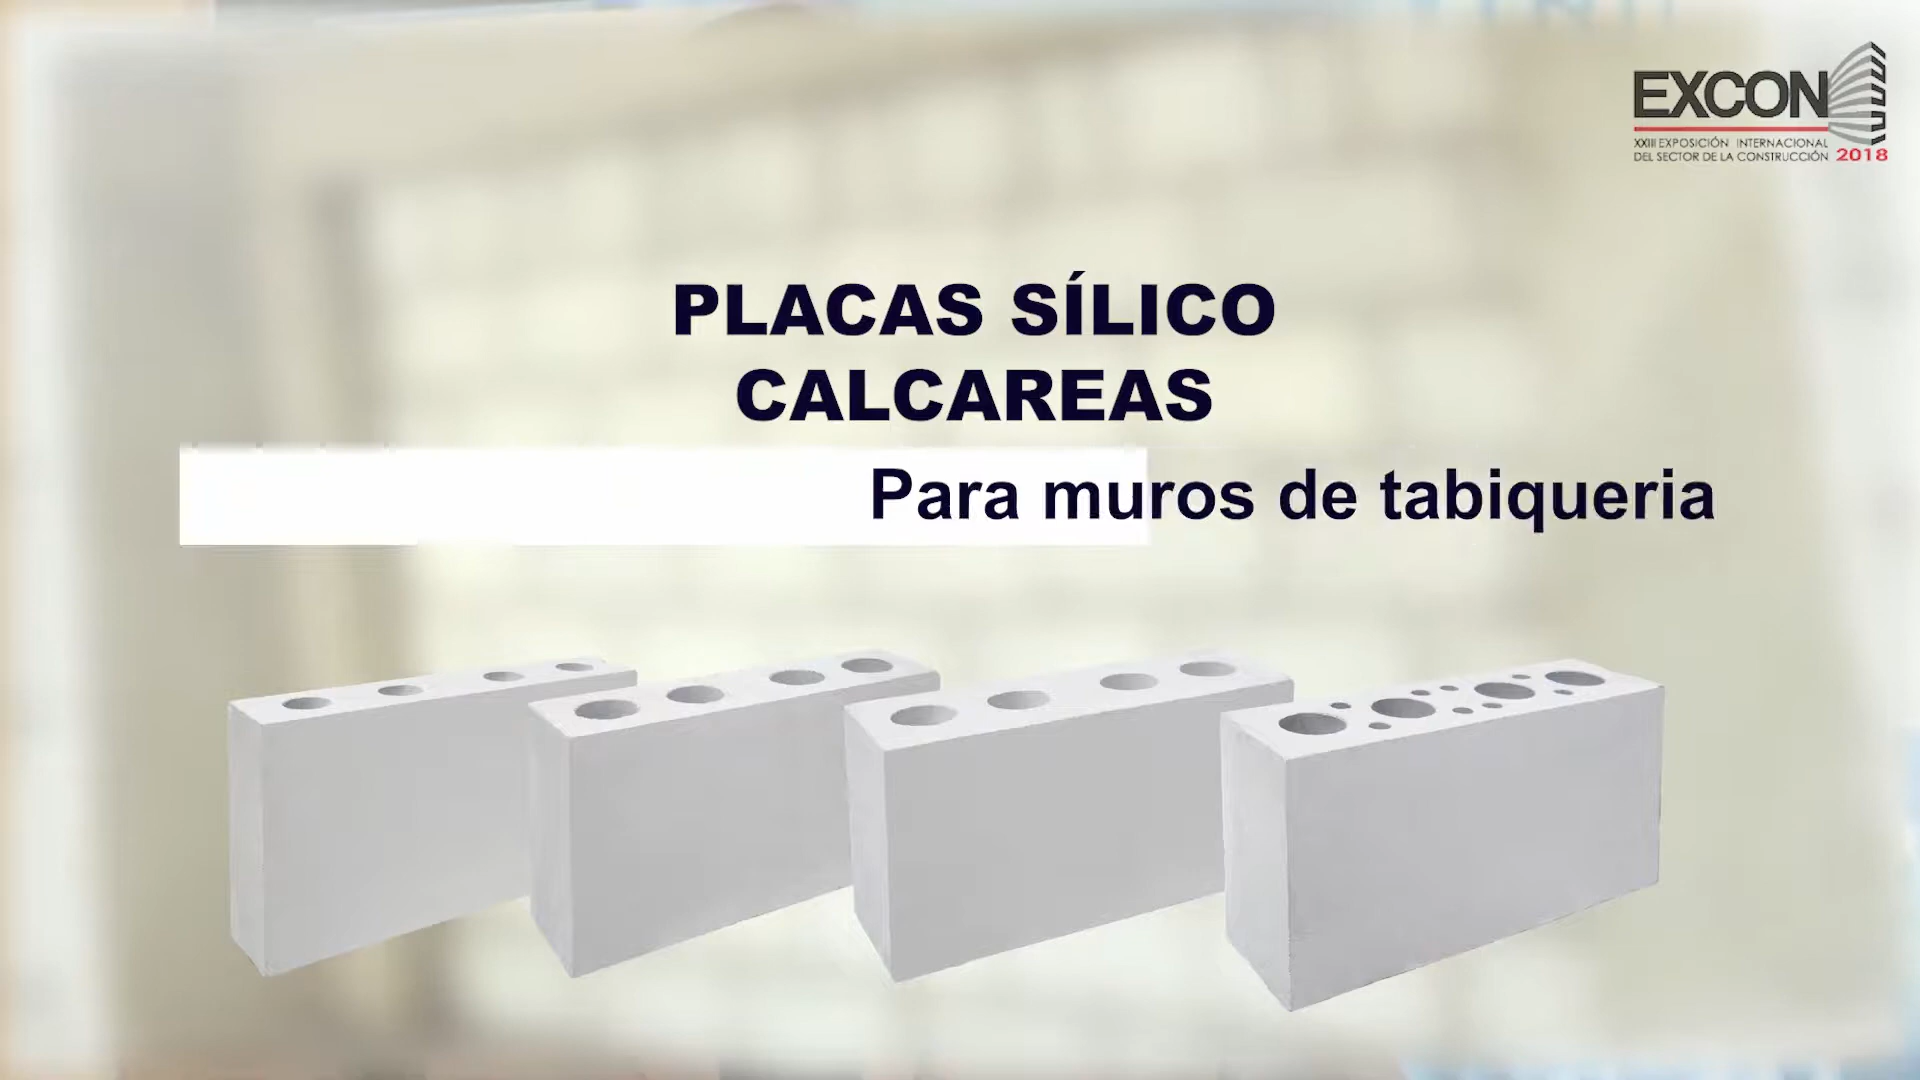 EXCON
XXIII EXPOSICIÓN INTERNACIONAL
DEL SECTOR DE LA CONSTRUCCIÓN 2018
PLACAS SÍLICO
CALCAREAS
Para muros de tabiqueria